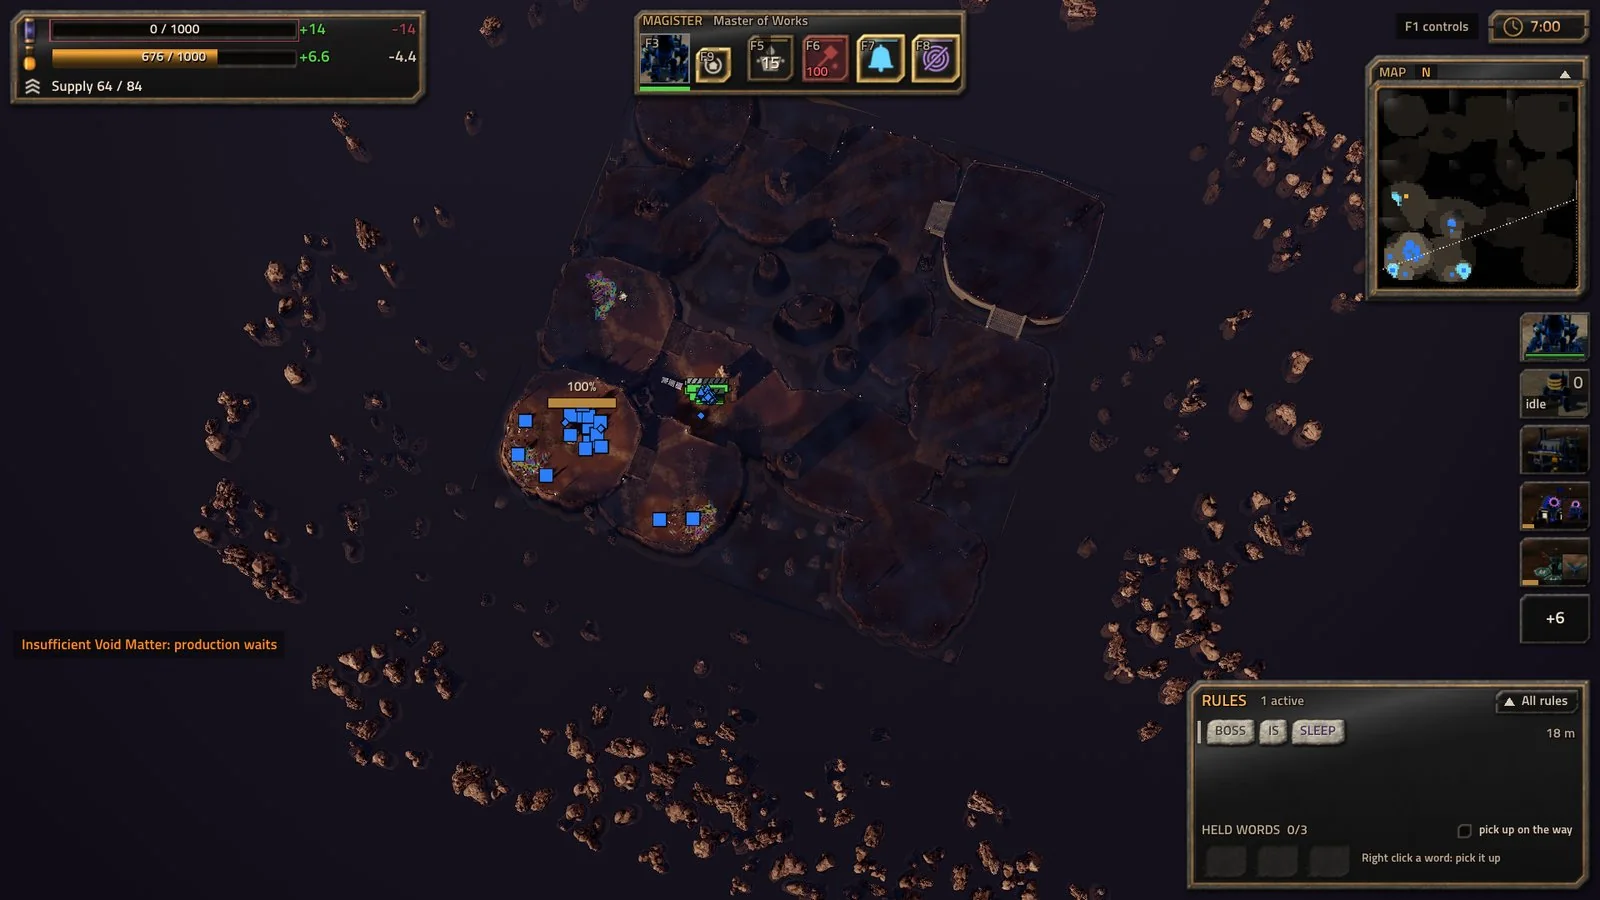 0 / 1000 +14 -14
676 / 1000 +6.6 -4.4
Supply 64 / 84
MAGISTER Master of Works
F3 F9 F5 15 F6 100 F7 F8
F1 controls
7:00
MAP N
100%
0
idle
+6
Insufficient Void Matter: production waits
RULES 1 active
All rules
BOSS IS SLEEP
18 m
HELD WORDS 0/3
pick up on the way
Right click a word: pick it up